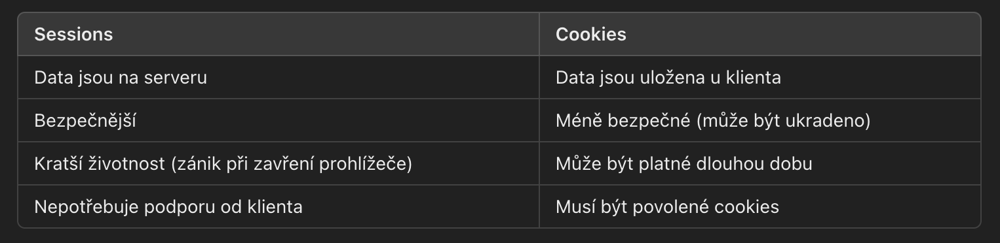 Sessions
Cookies
Data jsou na serveru
Data jsou uložena u klienta
Bezpečnější
Méně bezpečné (může být ukradeno)
Kratší životnost (zánik při zavření prohlížeče)
Může být platné dlouhou dobu
Nepotřebuje podporu od klienta
Musí být povolené cookies